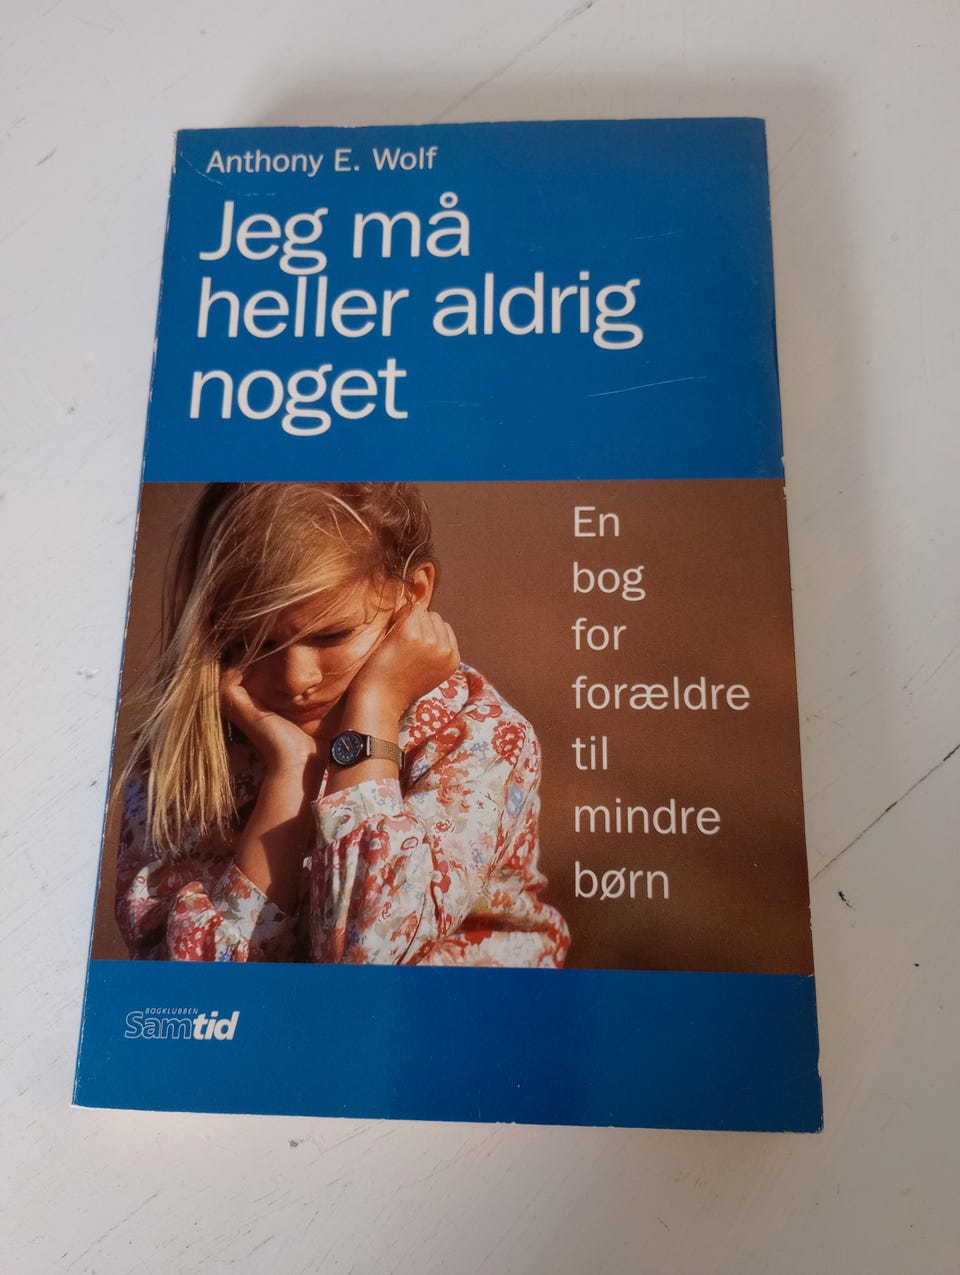 Anthony E. Wolf
Jeg må
heller aldrig
noget
En
bog
for
forældre
til
mindre
børn
BOGKLUBBEN
Samtid